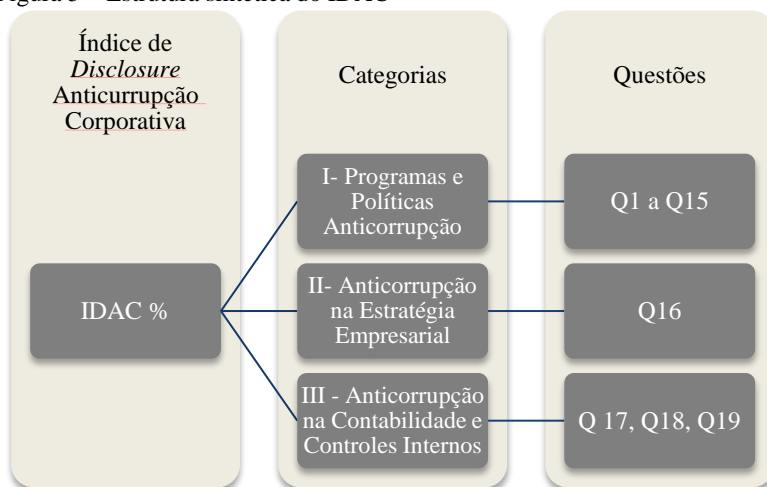 Índice de
Disclosure
Anticurrupção
Corporativa
Categorias
Questões
IDAC %
I- Programas e
Políticas
Anticorrupção
Q1 a Q15
II- Anticorrupção
na Estratégia
Empresarial
Q16
III - Anticorrupção
na Contabilidade e
Controles Internos
Q 17, Q18, Q19